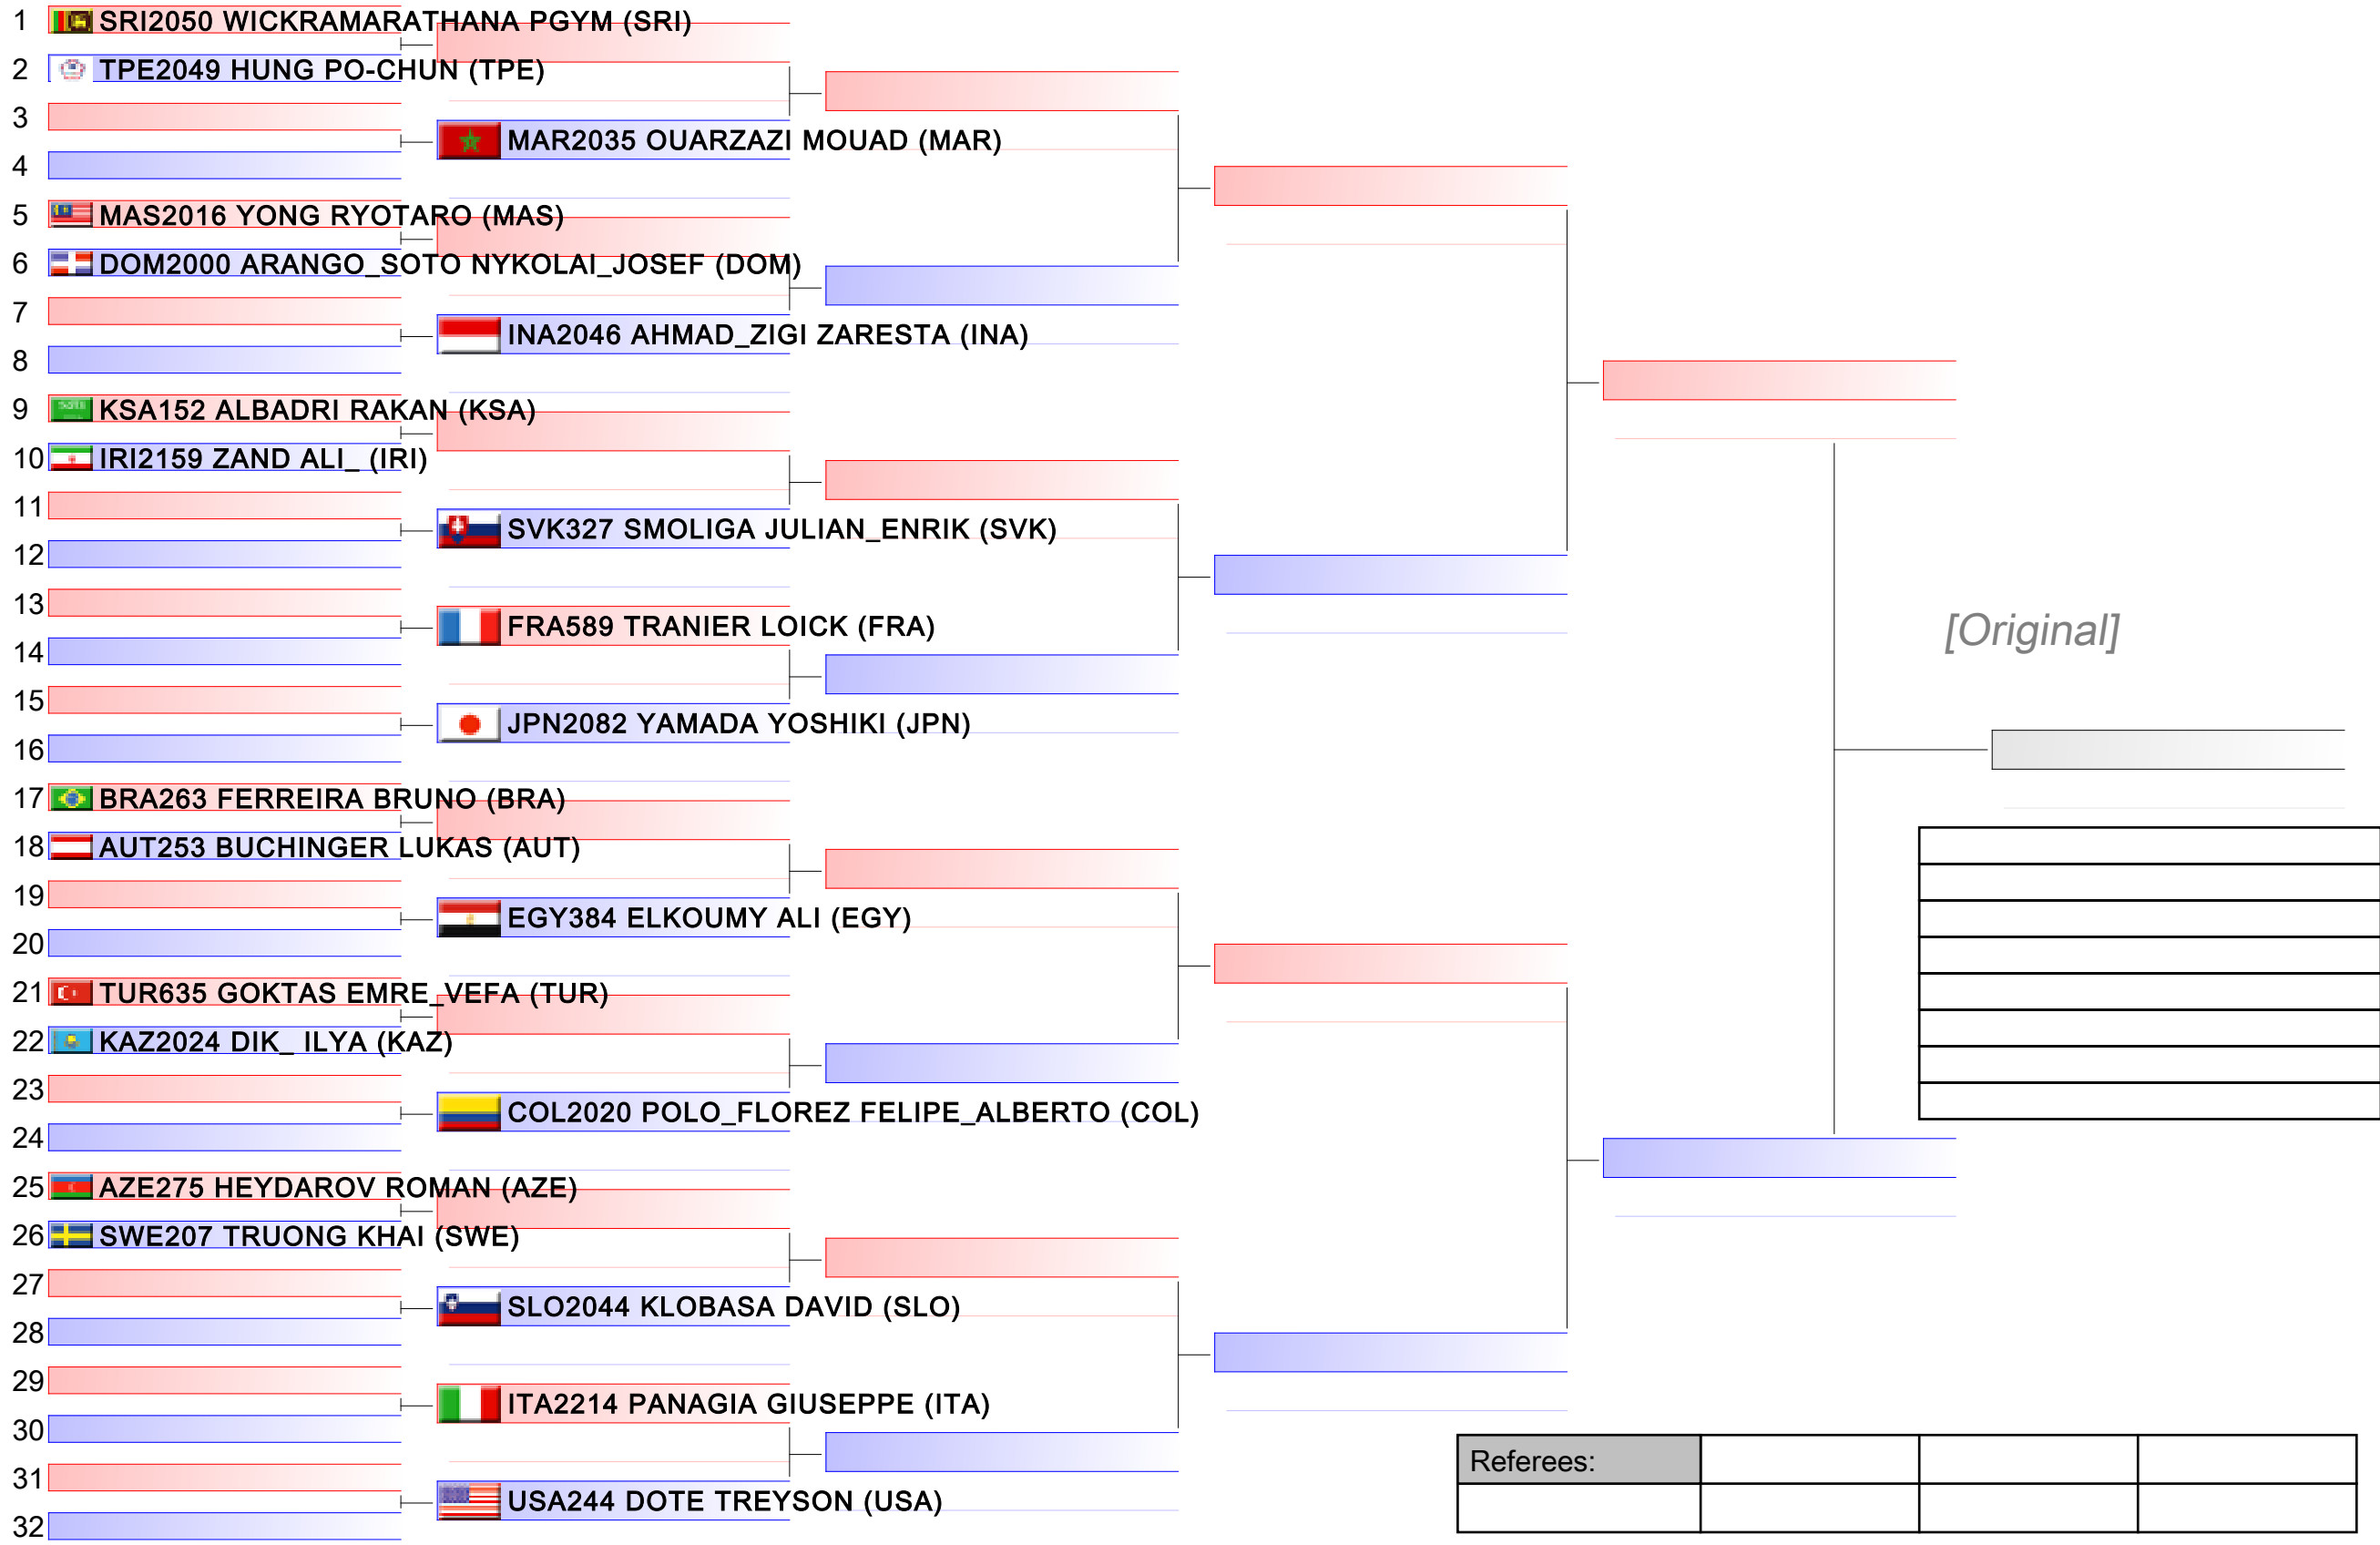 1 SRI2050 WICKRAMARATHANA PGYM (SRI)
2 TPE2049 HUNG PO-CHUN (TPE)
3
MAR2035 OUARZAZI MOUAD (MAR)
4
5 MAS2016 YONG RYOTARO (MAS)
6 DOM2000 ARANGO_SOTO NYKOLAI_JOSEF (DOM)
7
INA2046 AHMAD_ZIGI ZARESTA (INA)
8
9 KSA152 ALBADRI RAKAN (KSA)
10 IRI2159 ZAND ALI_ (IRI)
11
SVK327 SMOLIGA JULIAN_ENRIK (SVK)
12
13
FRA589 TRANIER LOICK (FRA)
[Original]
14
15
JPN2082 YAMADA YOSHIKI (JPN)
16
17 BRA263 FERREIRA BRUNO (BRA)
18 AUT253 BUCHINGER LUKAS (AUT)
19
EGY384 ELKOUMY ALI (EGY)
20
21 TUR635 GOKTAS EMRE_VEFA (TUR)
22 KAZ2024 DIK_ ILYA (KAZ)
23
COL2020 POLO_FLOREZ FELIPE_ALBERTO (COL)
24
25 AZE275 HEYDAROV ROMAN (AZE)
26 SWE207 TRUONG KHAI (SWE)
27
SLO2044 KLOBASA DAVID (SLO)
28
29
ITA2214 PANAGIA GIUSEPPE (ITA)
30
Referees:
31
USA244 DOTE TREYSON (USA)
32